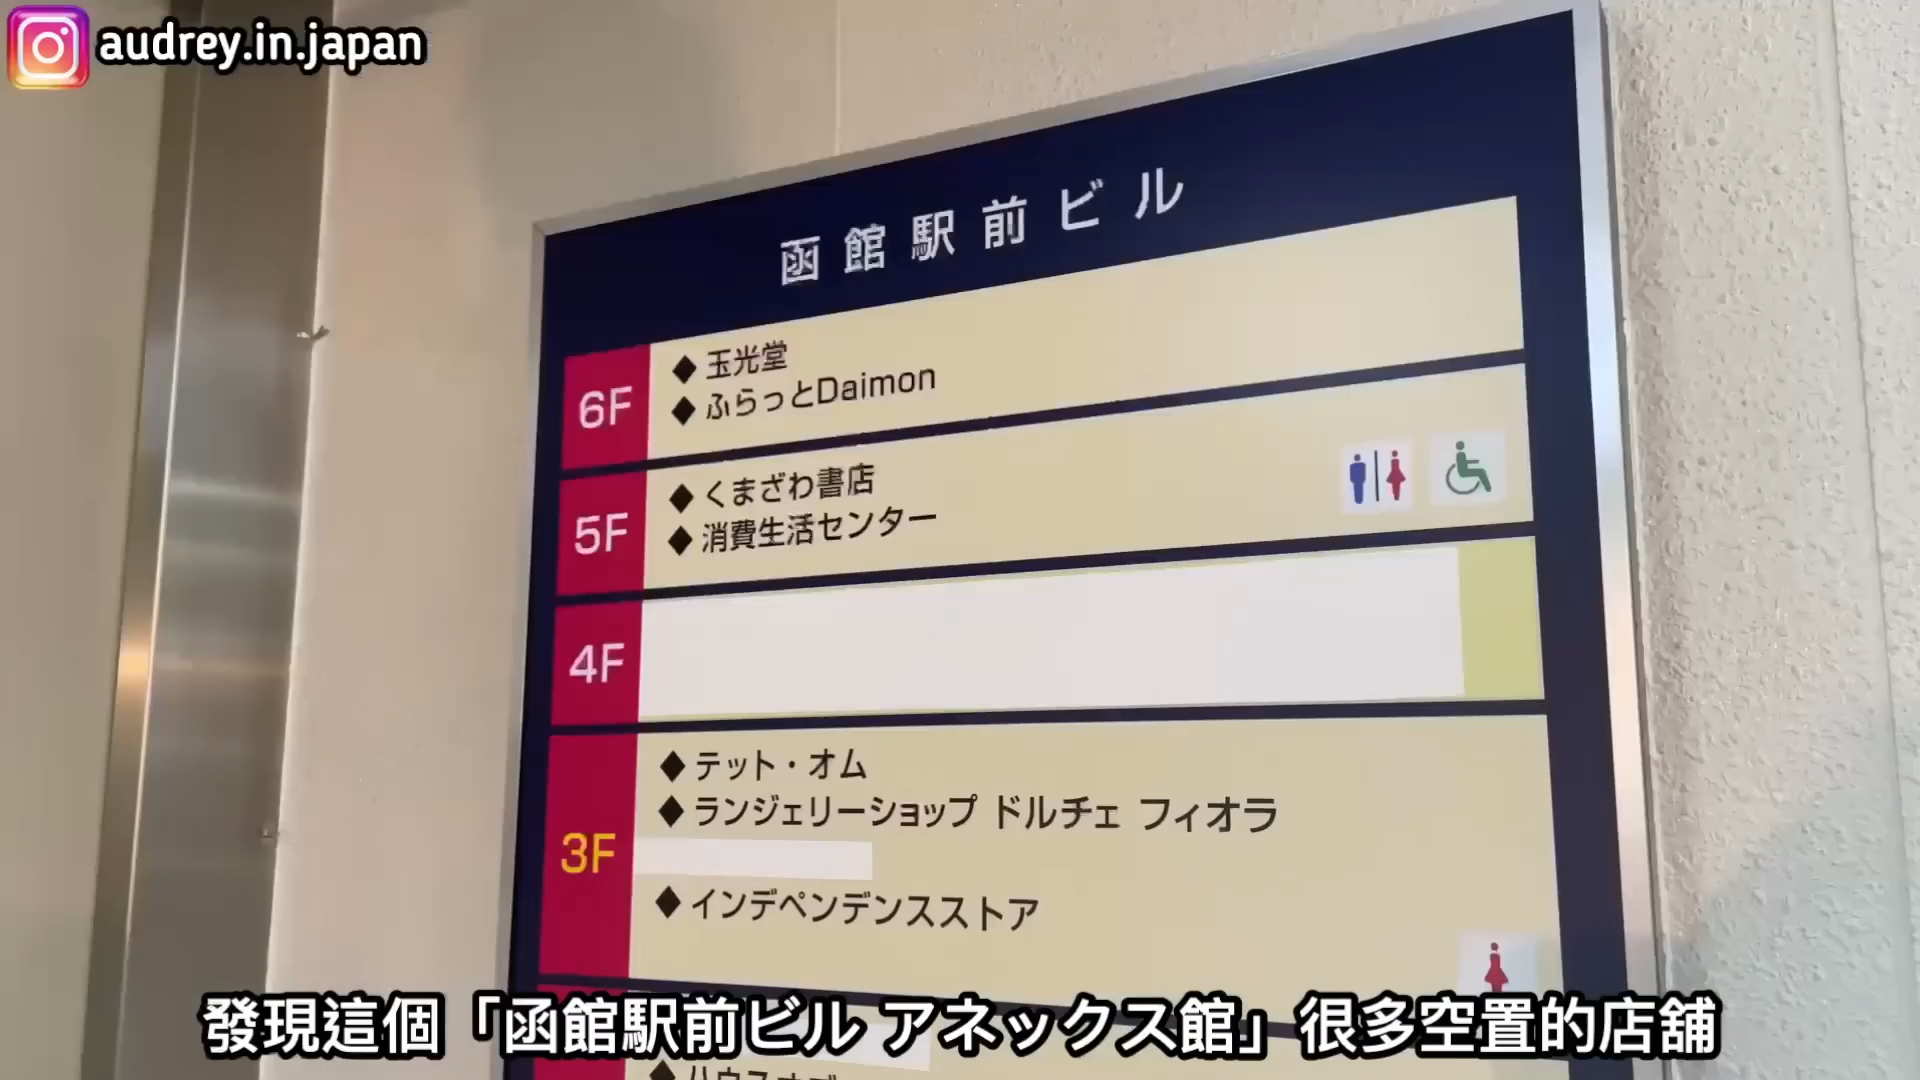 audrey.in.japan
函館駅前ビル
6F
◆ 玉光堂
◆ ふらっとDaimon
5F
◆ くまざわ書店
◆ 消費生活センター
4F
3F
◆ テット・オム
◆ ランジェリーショップ ドルチェ フィオラ
◆ インデペンデンスストア
發現這個「函館駅前ビル アネックス館」很多空置的店舖